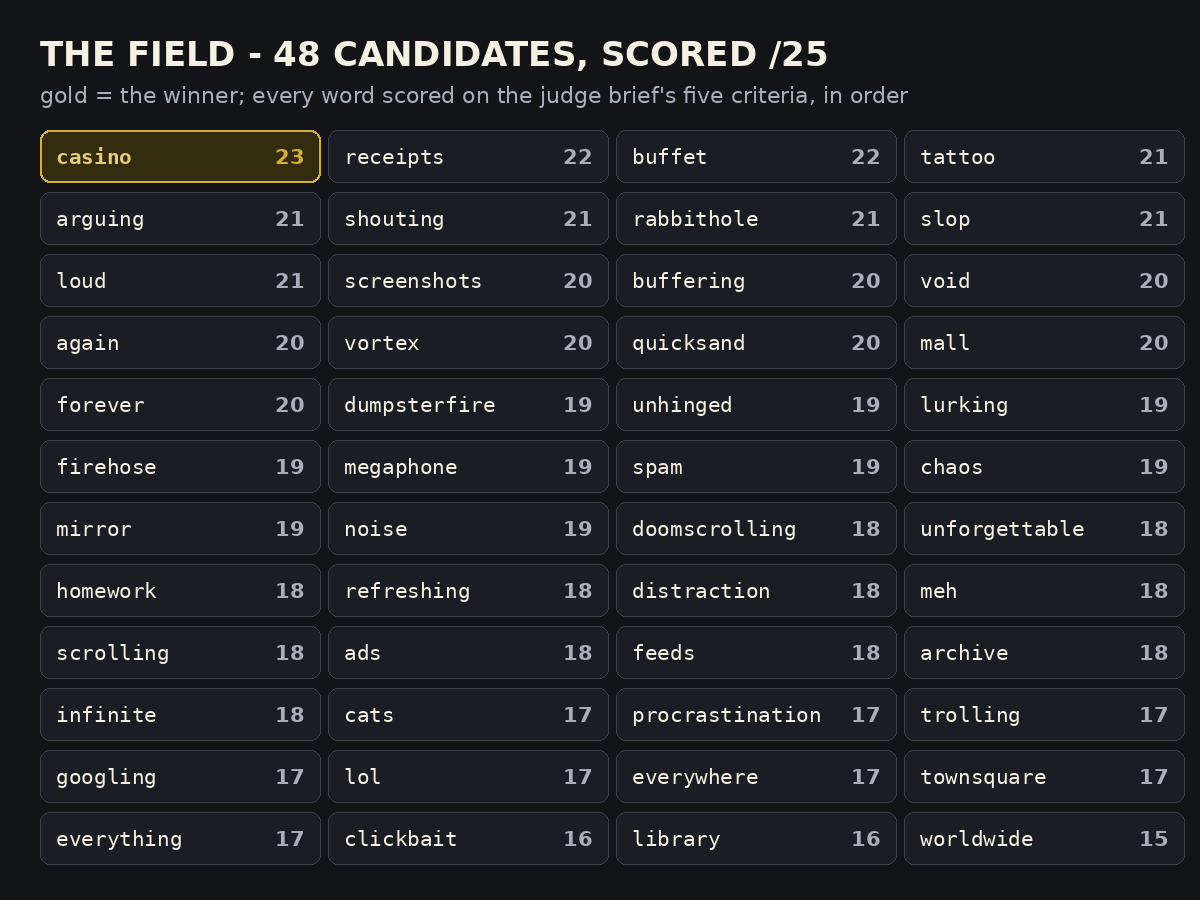 THE FIELD - 48 CANDIDATES, SCORED /25
gold = the winner; every word scored on the judge brief's five criteria, in order
casino 23 receipts 22 buffet 22 tattoo 21
arguing 21 shouting 21 rabbithole 21 slop 21
loud 21 screenshots 20 buffering 20 void 20
again 20 vortex 20 quicksand 20 mall 20
forever 20 dumpsterfire 19 unhinged 19 lurking 19
firehose 19 megaphone 19 spam 19 chaos 19
mirror 19 noise 19 doomscrolling 18 unforgettable 18
homework 18 refreshing 18 distraction 18 meh 18
scrolling 18 ads 18 feeds 18 archive 18
infinite 18 cats 17 procrastination 17 trolling 17
googling 17 lol 17 everywhere 17 townsquare 17
everything 17 clickbait 16 library 16 worldwide 15